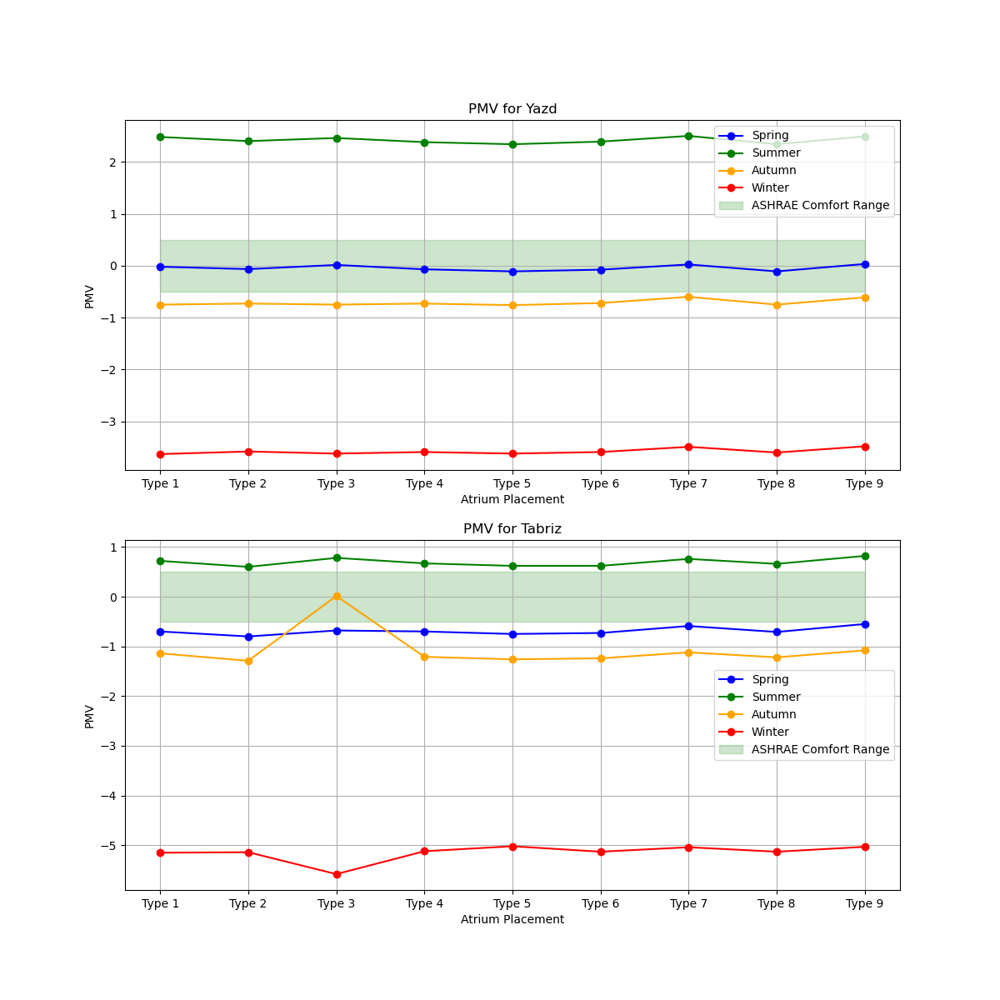 PMV for Yazd
PMV
2
1
0
−1
−2
−3
Spring
Summer
Autumn
Winter
ASHRAE Comfort Range
Type 1 Type 2 Type 3 Type 4 Type 5 Type 6 Type 7 Type 8 Type 9
Atrium Placement
PMV for Tabriz
PMV
1
0
−1
−2
−3
−4
−5
Spring
Summer
Autumn
Winter
ASHRAE Comfort Range
Type 1 Type 2 Type 3 Type 4 Type 5 Type 6 Type 7 Type 8 Type 9
Atrium Placement